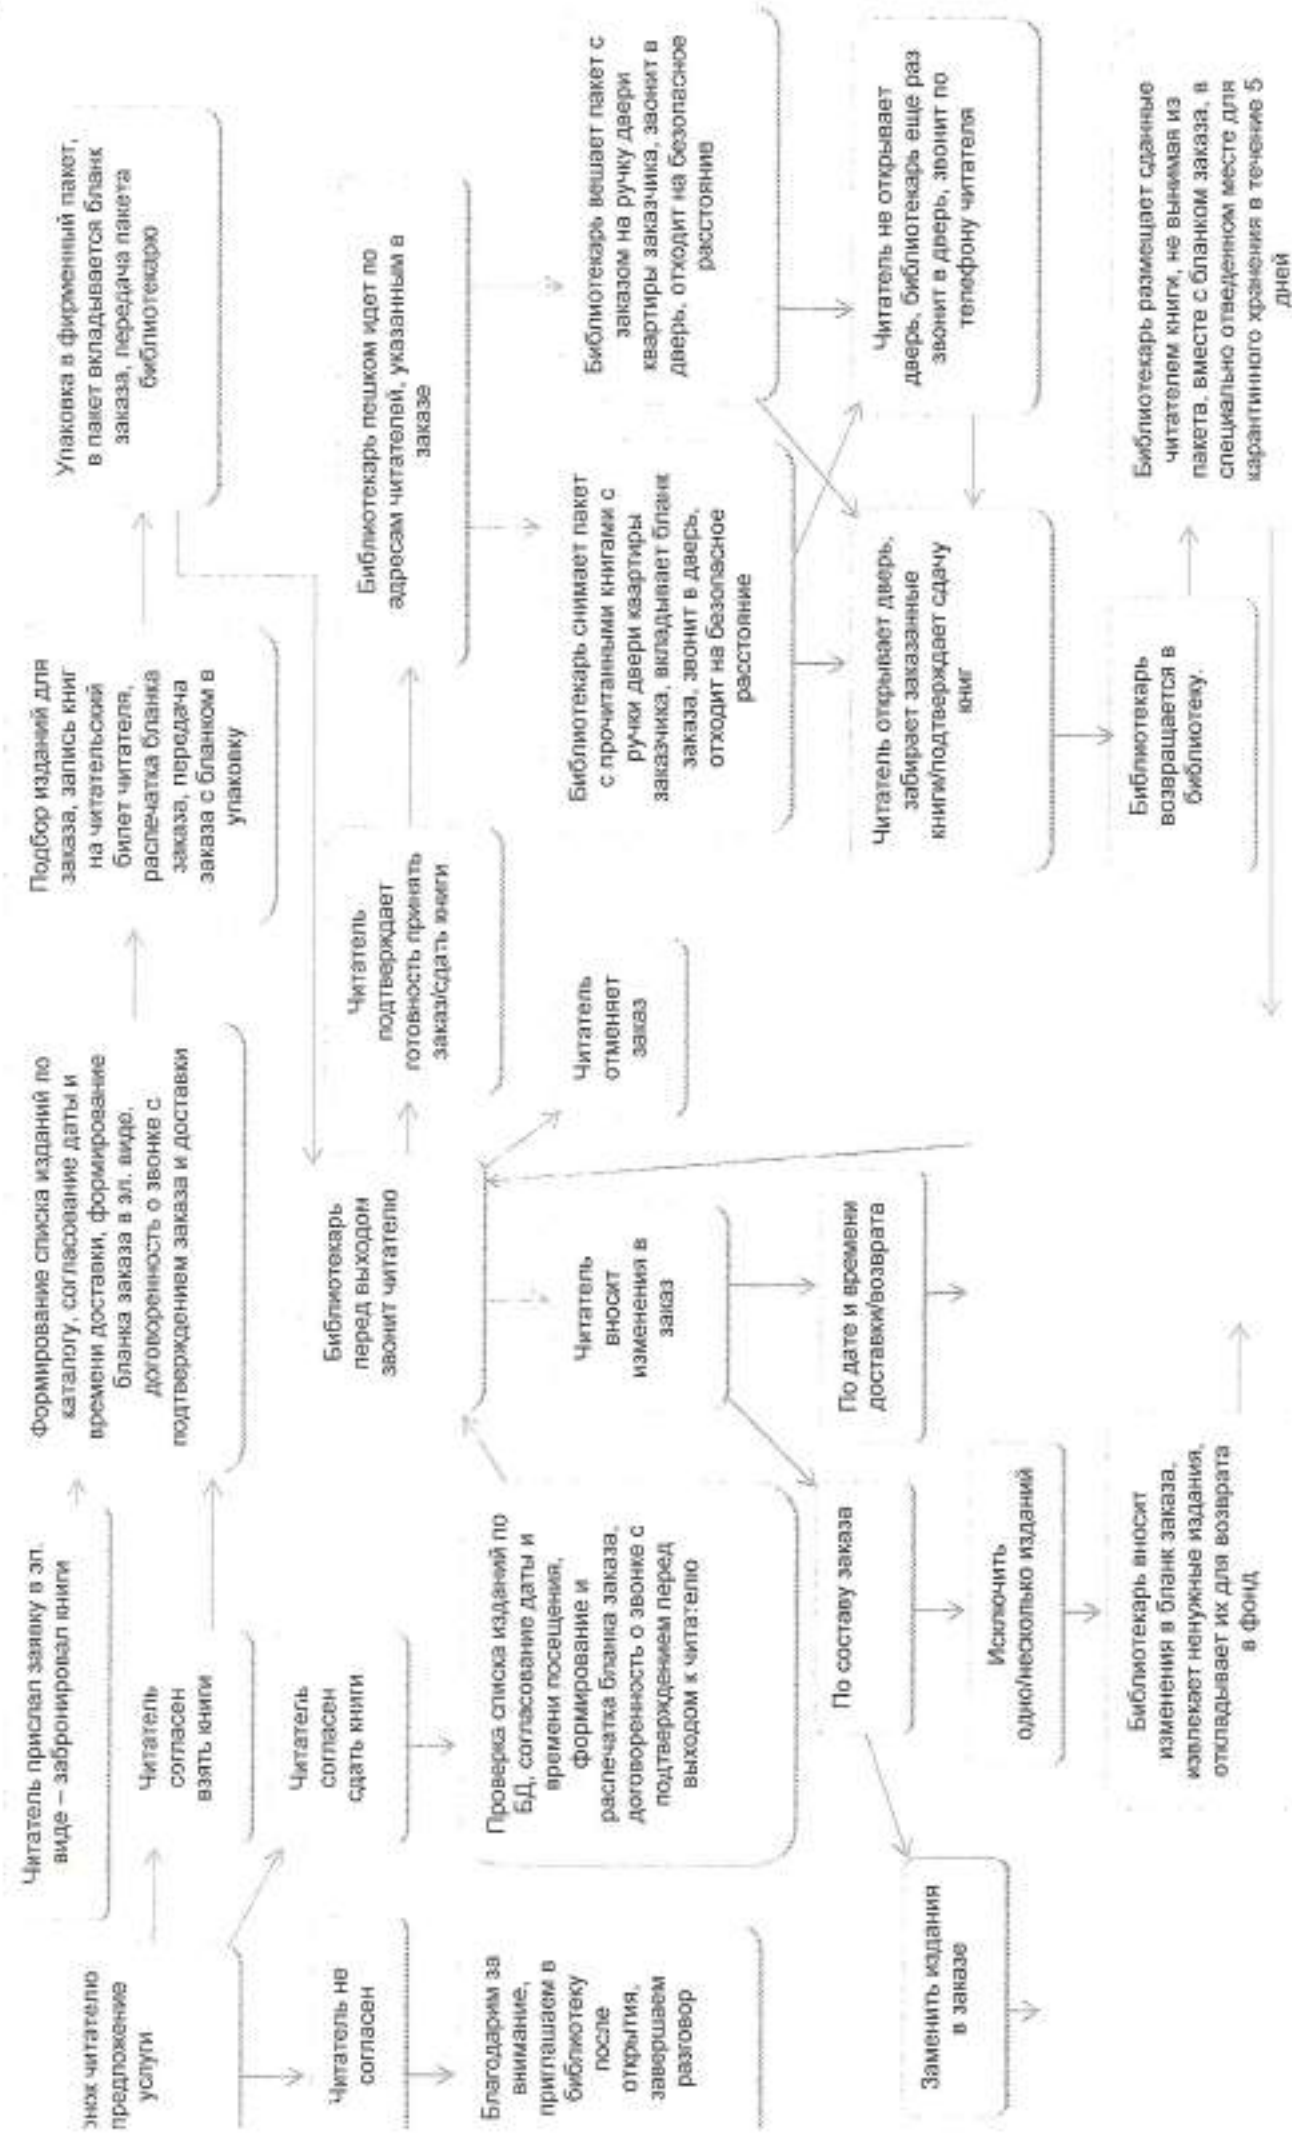 Читатель прислал заявку в эл.
виде – забронировал книги
читателю
предложение
услуги
Читатель
согласен
взять книги
Читатель не
согласен
Читатель
согласен
сдать книги
Благодарим за
внимание,
приглашаем в
библиотеку
после
открытия,
завершаем
разговор
Формирование списка изданий по
каталогу, согласование даты и
времени доставки, формирование
бланка заказа в эл. виде,
договоренность о звонке с
подтверждением заказа и доставки
Подбор изданий для
заказа, запись книг
на читательский
билет читателя,
распечатка бланка
заказа, передача
заказа с бланком в
упаковку
Упаковка в фирменный пакет,
в пакет вкладывается бланк
заказа, передача пакета
библиотекарю
Проверка списка изданий по
БД, согласование даты и
времени посещения,
формирование и
распечатка бланка заказа,
договоренность о звонке с
подтверждением перед
выходом к читателю
Библиотекарь
перед выходом
звонит читателю
Читатель
подтверждает
готовность принять
заказ/сдать книги
Библиотекарь пешком идет по
адресам читателей, указанным в
заказе
Читатель
вносит
изменения в
заказ
Читатель
отменяет
заказ
Библиотекарь снимает пакет
с прочитанными книгами с
ручки двери квартиры
заказчика, вкладывает бланк
заказа, звонит в дверь,
отходит на безопасное
расстояние
Библиотекарь вешает пакет с
заказом на ручку двери
квартиры заказчика, звонит в
дверь, отходит на безопасное
расстояние
По составу заказа
По дате и времени
доставки/возврата
Читатель открывает дверь,
забирает заказанные
книги/подтверждает сдачу
книг
Читатель не открывает
дверь, библиотекарь еще раз
звонит в дверь, звонит по
телефону читателя
Заменить издания
в заказе
Исключить
одно/несколько изданий
Библиотекарь вносит
изменения в бланк заказа,
извлекает ненужные издания,
откладывает их для возврата
в фонд
Библиотекарь
возвращается в
библиотеку.
Библиотекарь размещает сданные
читателем книги, не вынимая из
пакета, вместе с бланком заказа, в
специально отведенном месте для
карантинного хранения в течение 5
дней